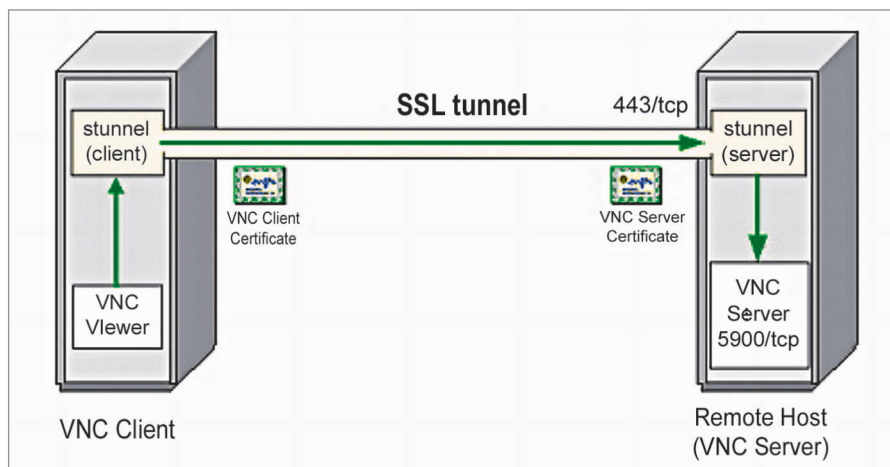 SSL tunnel
443/tcp
stunnel
(client)
stunnel
(server)
VNC Client
Certificate
VNC Server
Certificate
VNC
VIewer
VNC
Server
5900/tcp
VNC Client
Remote Host
(VNC Server)